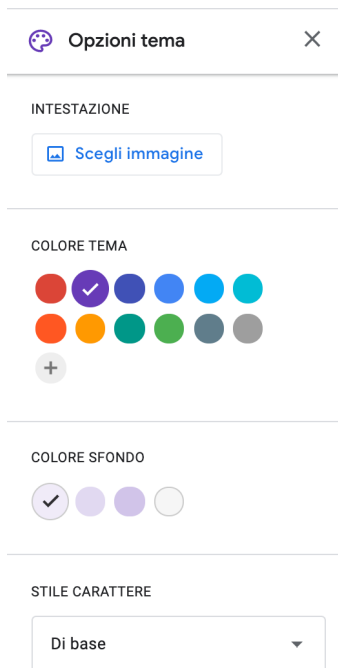 Opzioni tema
INTESTAZIONE
Scegli immagine
COLORE TEMA
COLORE SFONDO
STILE CARATTERE
Di base